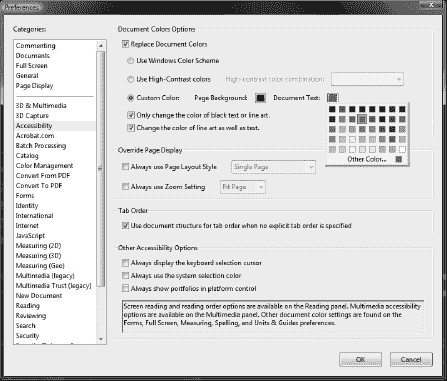 Preferences
Categories:
Commenting
Documents
Full Screen
General
Page Display
3D & Multimedia
3D Capture
Accessibility
Acrobat.com
Batch Processing
Catalog
Color Management
Convert From PDF
Convert To PDF
Forms
Identity
International
Internet
JavaScript
Measuring (2D)
Measuring (3D)
Measuring (Geo)
Multimedia (legacy)
Multimedia Trust (legacy)
New Document
Reading
Reviewing
Search
Security
Document Colors Options
Replace Document Colors
Use Windows Color Scheme
Use High-Contrast colors High-contrast color combination:
Custom Color: Page Background: Document Text:
Only change the color of black text or line art.
Change the color of line art as well as text.
Other Color...
Override Page Display
Always use Page Layout Style Single Page
Always use Zoom Setting Fit Page
Tab Order
Use document structure for tab order when no explicit tab order is specified
Other Accessibility Options
Always display the keyboard selection cursor
Always use the system selection color
Always show portfolios in platform control
Screen reading and reading order options are available on the Reading panel. Multimedia accessibility
options are available on the Multimedia panel. Other document color settings are found on the
Forms, Full Screen, Measuring, Spelling, and Units & Guides preferences.
OK Cancel